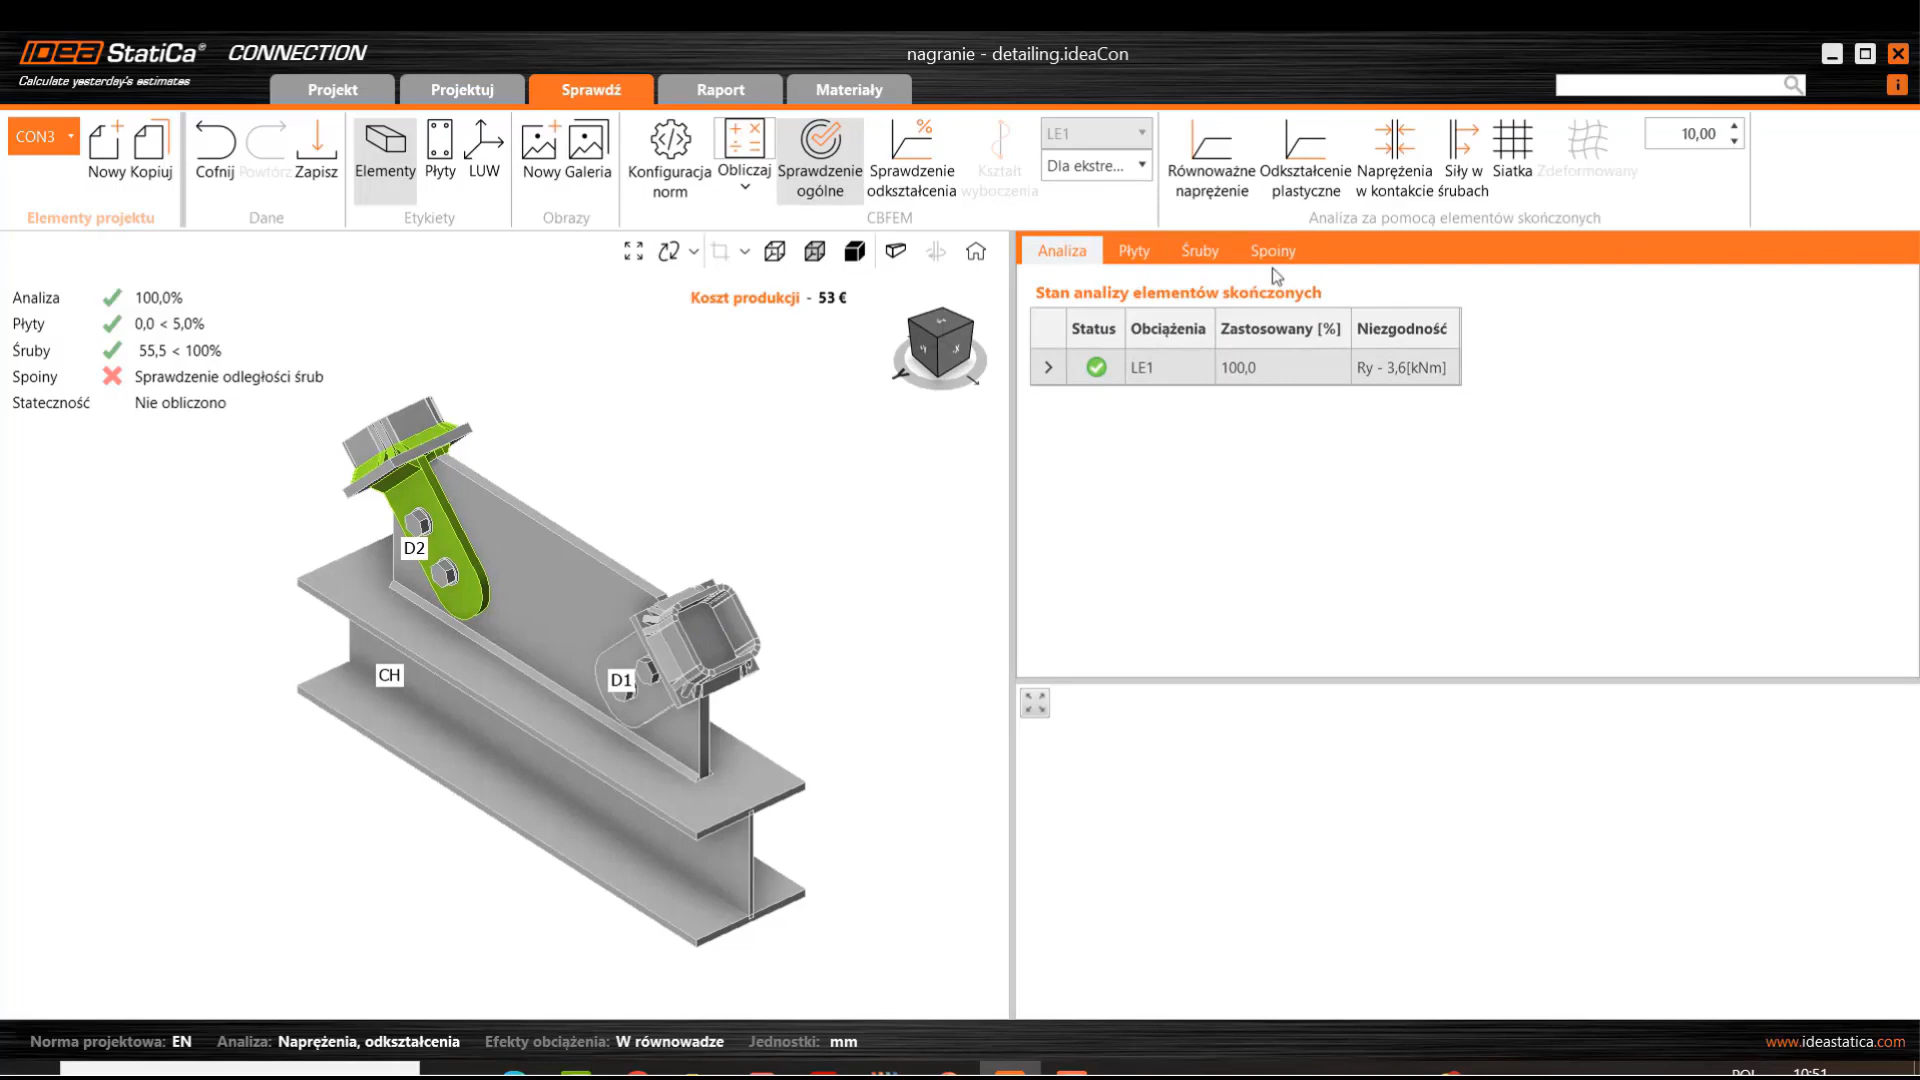 IDEA StatiCa® CONNECTION
Calculate yesterday's estimates
nagranie - detailing.ideaCon
Projekt Projektuj Sprawdź Raport Materiały
CON3
Nowy Kopiuj
Elementy projektu
Cofnij Powtórz Zapisz
Dane
Elementy Płyty LUW
Etykiety
Nowy Galeria
Obrazy
Konfiguracja norm
Obliczaj
Sprawdzenie ogólne
Sprawdzenie odkształcenia
Kształt wyboczenia
LE1
Dla ekstre...
CBFEM
Równoważne naprężenie
Odkształcenie plastyczne
Naprężenia w kontakcie
Siły w śrubach
Siatka
Zdeformowany
10,00
Analiza za pomocą elementów skończonych
Analiza 100,0%
Płyty 0,0 < 5,0%
Śruby 55,5 < 100%
Spoiny Sprawdzenie odległości śrub
Stateczność Nie obliczono
Koszt produkcji - 53 €
D2
CH
D1
Analiza Płyty Śruby Spoiny
Stan analizy elementów skończonych
Status Obciążenia Zastosowany [%] Niezgodność
LE1 100,0 Ry - 3,6[kNm]
Norma projektowa: EN Analiza: Naprężenia, odkształcenia Efekty obciążenia: W równowadze Jednostki: mm
www.ideastatica.com
POL 10:51